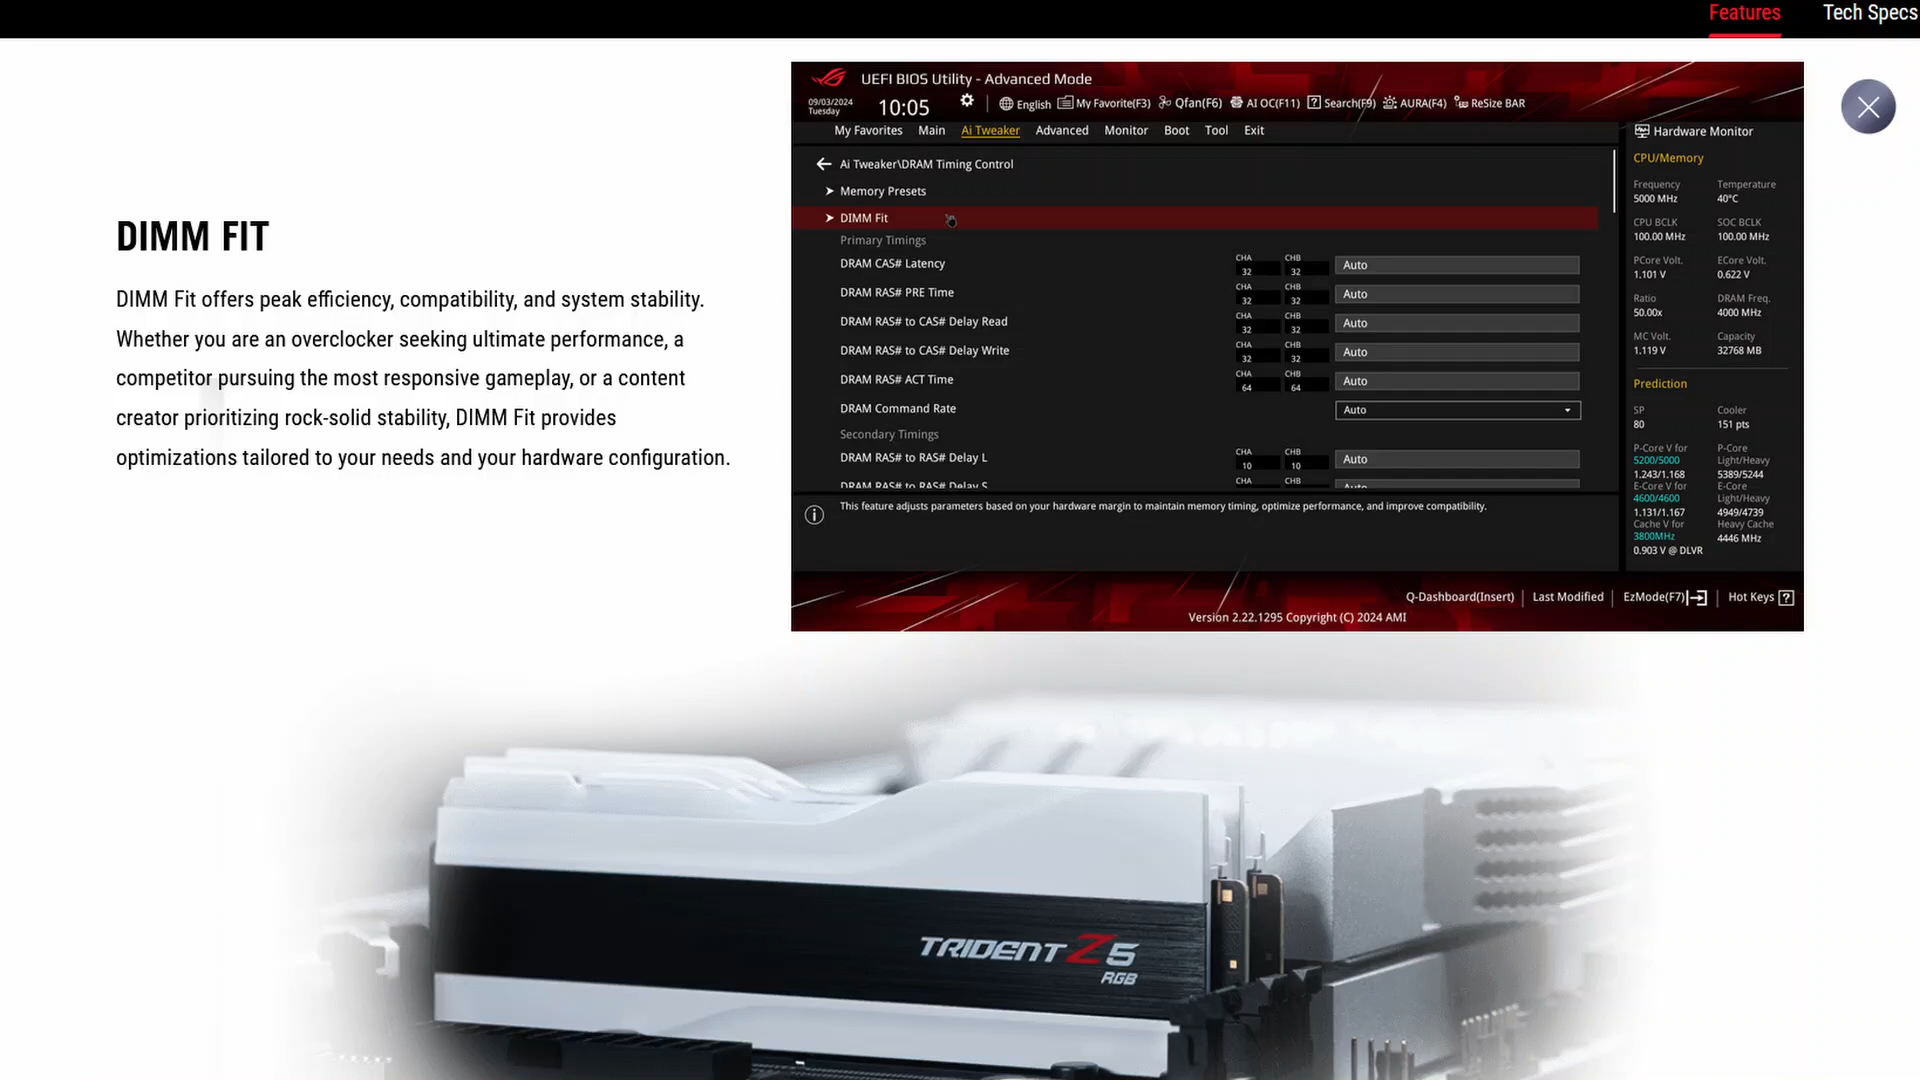 Features
Tech Specs
DIMM FIT
DIMM Fit offers peak efficiency, compatibility, and system stability.
Whether you are an overclocker seeking ultimate performance, a
competitor pursuing the most responsive gameplay, or a content
creator prioritizing rock-solid stability, DIMM Fit provides
optimizations tailored to your needs and your hardware configuration.
UEFI BIOS Utility - Advanced Mode
09/03/2024
Tuesday
10:05
English
My Favorite(F3)
Qfan(F6)
AI OC(F11)
Search(F9)
AURA(F4)
ReSize BAR
My Favorites Main Ai Tweaker Advanced Monitor Boot Tool Exit
Ai Tweaker\DRAM Timing Control
Memory Presets
DIMM Fit
Primary Timings
DRAM CAS# Latency CHA 32 CHB 32 Auto
DRAM RAS# PRE Time CHA 32 CHB 32 Auto
DRAM RAS# to CAS# Delay Read CHA 32 CHB 32 Auto
DRAM RAS# to CAS# Delay Write CHA 32 CHB 32 Auto
DRAM RAS# ACT Time CHA 64 CHB 64 Auto
DRAM Command Rate Auto
Secondary Timings
DRAM RAS# to RAS# Delay L CHA 10 CHB 10 Auto
DRAM RAS# to RAS# Delay S CHA CHB Auto
This feature adjusts parameters based on your hardware margin to maintain memory timing, optimize performance, and improve compatibility.
Hardware Monitor
CPU/Memory
Frequency Temperature
5000 MHz 40°C
CPU BCLK SOC BCLK
100.00 MHz 100.00 MHz
PCore Volt. ECore Volt.
1.101 V 0.622 V
Ratio DRAM Freq.
50.00x 4000 MHz
MC Volt. Capacity
1.119 V 32768 MB
Prediction
SP Cooler
80 151 pts
P-Core V for P-Core
5200/5000 Light/Heavy
1.243/1.168 5389/5244
E-Core V for E-Core
4600/4600 Light/Heavy
1.131/1.167 4949/4739
Cache V for Heavy Cache
3800MHz 4446 MHz
0.903 V @ DLVR
Q-Dashboard(Insert)
Last Modified
EzMode(F7)
Hot Keys ?
Version 2.22.1295 Copyright (C) 2024 AMI
TRIDENT Z5
RGB